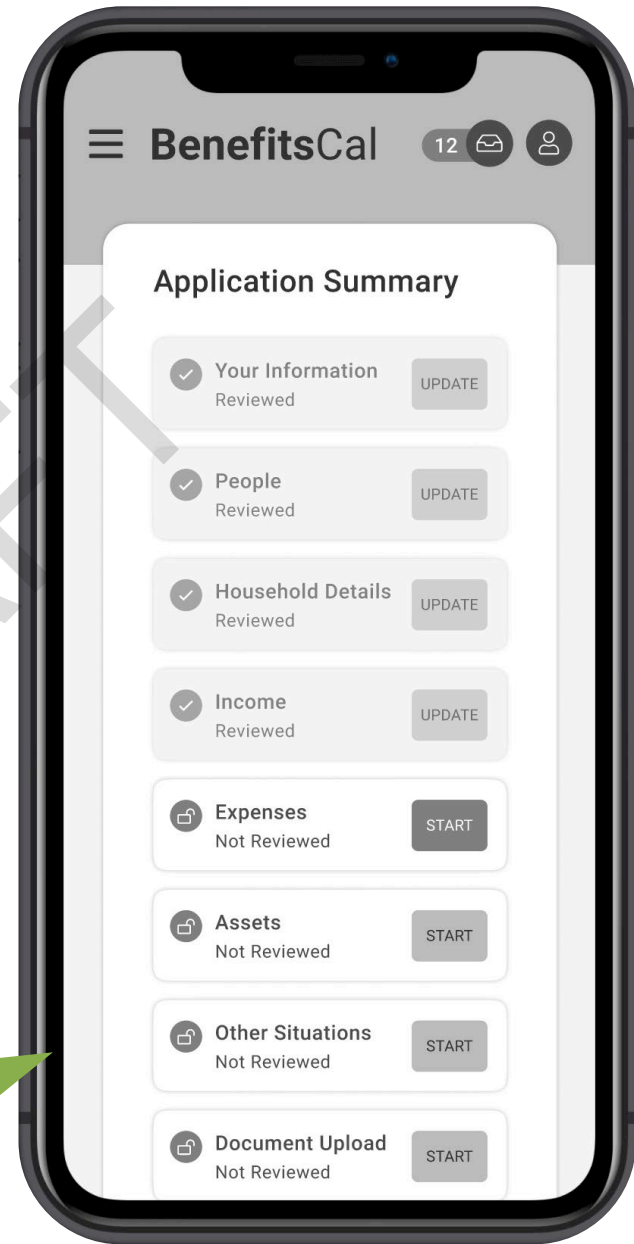 BenefitsCal 12
Application Summary
Your Information
Reviewed
UPDATE
People
Reviewed
UPDATE
Household Details
Reviewed
UPDATE
Income
Reviewed
UPDATE
Expenses
Not Reviewed
START
Assets
Not Reviewed
START
Other Situations
Not Reviewed
START
Document Upload
Not Reviewed
START